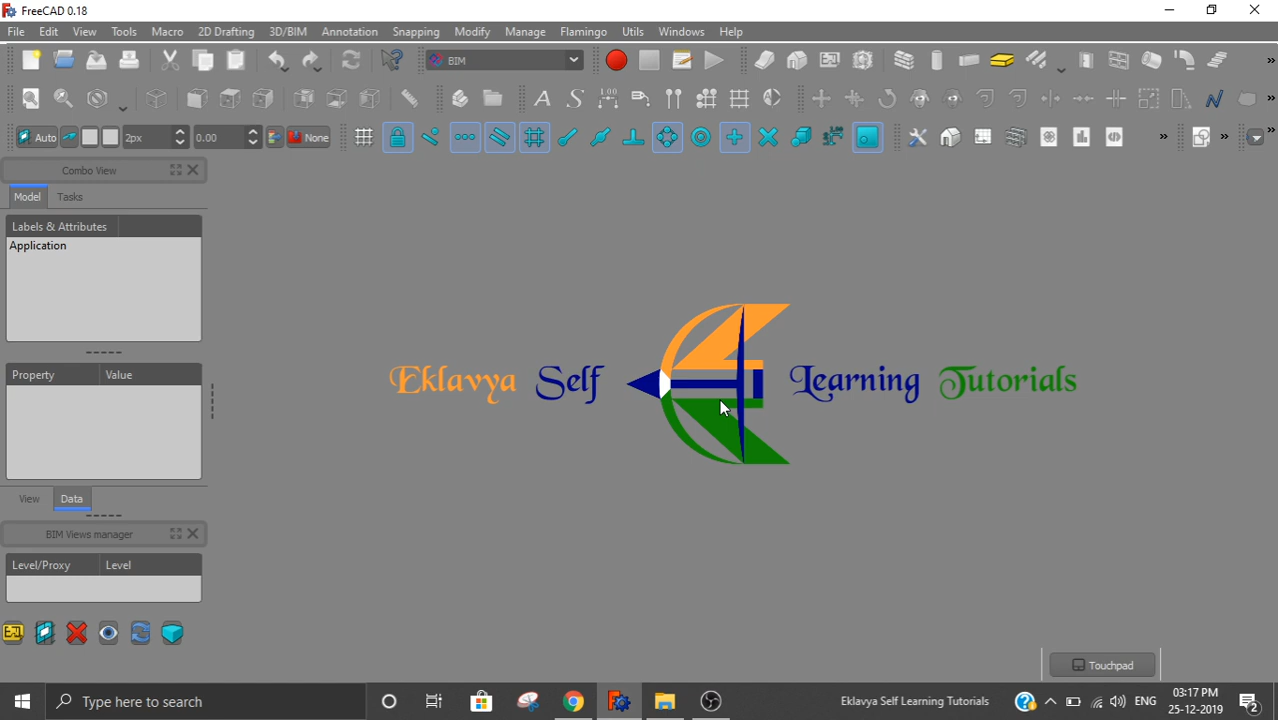 FreeCAD 0.18
File Edit View Tools Macro 2D Drafting 3D/BIM Annotation Snapping Modify Manage Flamingo Utils Windows Help
BIM
Auto 2px 0.00 None
Combo View
Model Tasks
Labels & Attributes
Application
Property Value
View Data
BIM Views manager
Level/Proxy Level
Eklavya Self Learning Tutorials
Touchpad
Type here to search
Eklavya Self Learning Tutorials
ENG
03:17 PM
25-12-2019
2